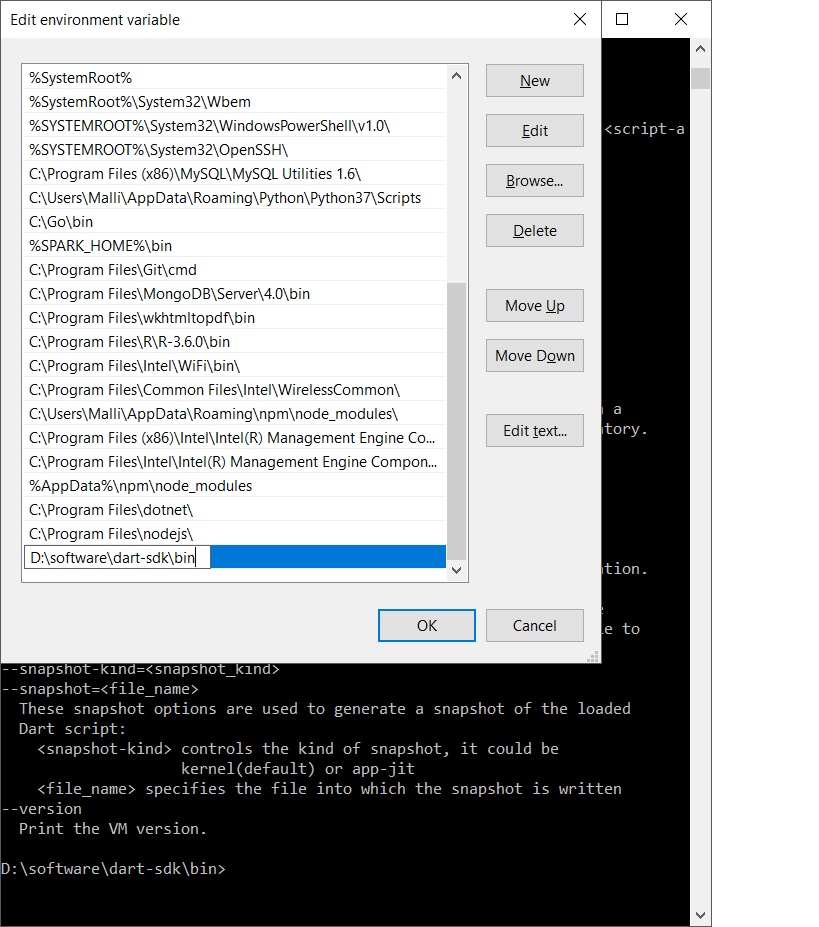 Edit environment variable
%SystemRoot%
%SystemRoot%\System32\Wbem
%SYSTEMROOT%\System32\WindowsPowerShell\v1.0\
%SYSTEMROOT%\System32\OpenSSH\
C:\Program Files (x86)\MySQL\MySQL Utilities 1.6\
C:\Users\Malli\AppData\Roaming\Python\Python37\Scripts
C:\Go\bin
%SPARK_HOME%\bin
C:\Program Files\Git\cmd
C:\Program Files\MongoDB\Server\4.0\bin
C:\Program Files\wkhtmltopdf\bin
C:\Program Files\R\R-3.6.0\bin
C:\Program Files\Intel\WiFi\bin\
C:\Program Files\Common Files\Intel\WirelessCommon\
C:\Users\Malli\AppData\Roaming\npm\node_modules\
C:\Program Files (x86)\Intel\Intel(R) Management Engine Co...
C:\Program Files\Intel\Intel(R) Management Engine Compon...
%AppData%\npm\node_modules
C:\Program Files\dotnet\
C:\Program Files\nodejs\
D:\software\dart-sdk\bin
New
Edit
Browse...
Delete
Move Up
Move Down
Edit text...
OK
Cancel
<script-a
a
tory.
tion.
e to
--snapshot-kind=<snapshot_kind>
--snapshot=<file_name>
These snapshot options are used to generate a snapshot of the loaded
Dart script:
<snapshot-kind> controls the kind of snapshot, it could be
kernel(default) or app-jit
<file_name> specifies the file into which the snapshot is written
--version
Print the VM version.
D:\software\dart-sdk\bin>